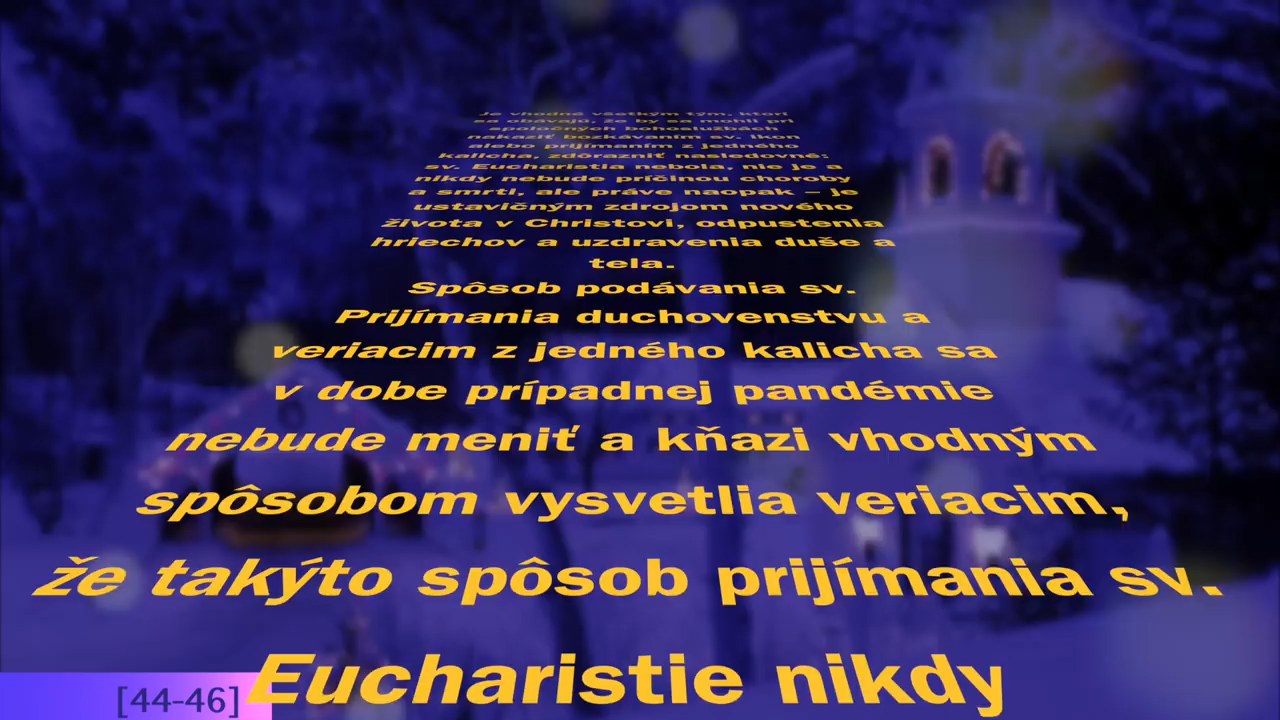 Je vhodné všetkým tým, ktorí
sa obávajú, že by sa mohli pri
spoločných bohoslužbách
nakaziť bozkávaním sv. ikon
alebo prijímaním z jedného
kalicha, zdôrazniť nasledovné:
sv. Eucharistia nebola, nie je a
nikdy nebude príčinou choroby
a smrti, ale práve naopak – je
ustavičným zdrojom nového
života v Christovi, odpustenia
hriechov a uzdravenia duše a
tela.
Spôsob podávania sv.
Prijímania duchovenstvu a
veriacim z jedného kalicha sa
v dobe prípadnej pandémie
nebude meniť a kňazi vhodným
spôsobom vysvetlia veriacim,
že takýto spôsob prijímania sv.
Eucharistie nikdy
[44-46]